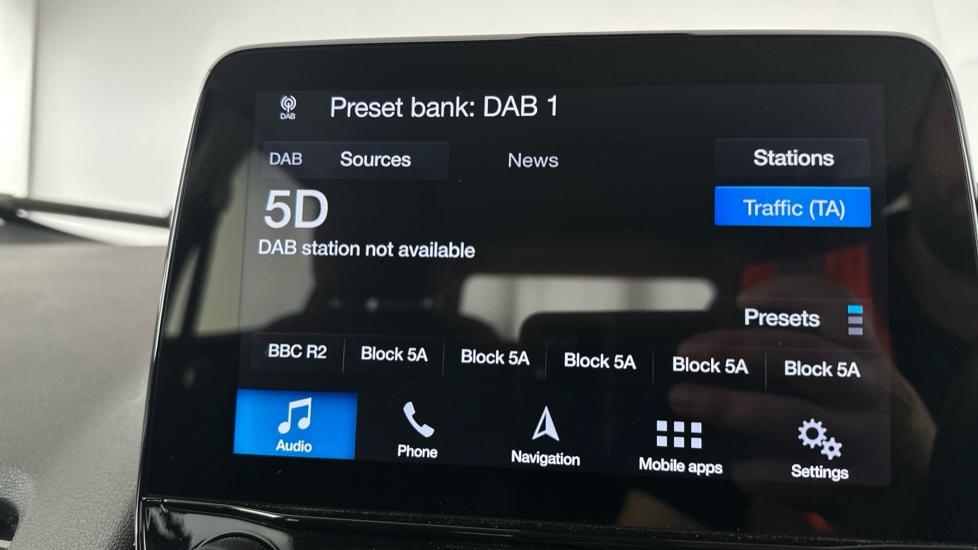 DAB
Preset bank: DAB 1
DAB Sources News Stations
5D
Traffic (TA)
DAB station not available
Presets
BBC R2 Block 5A Block 5A Block 5A Block 5A Block 5A
Audio Phone Navigation Mobile apps Settings